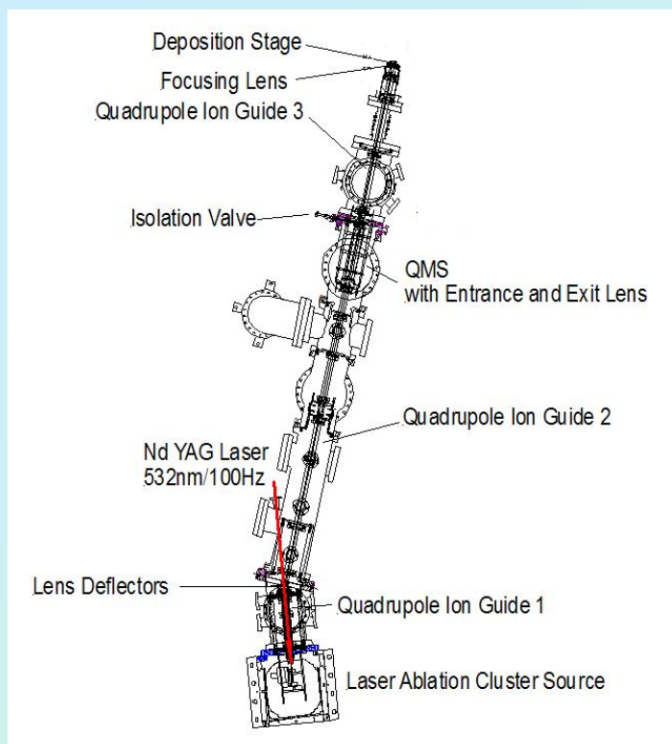 Deposition Stage
Focusing Lens
Quadrupole Ion Guide 3
Isolation Valve
QMS
with Entrance and Exit Lens
Quadrupole Ion Guide 2
Nd YAG Laser
532nm/100Hz
Lens Deflectors
Quadrupole Ion Guide 1
Laser Ablation Cluster Source